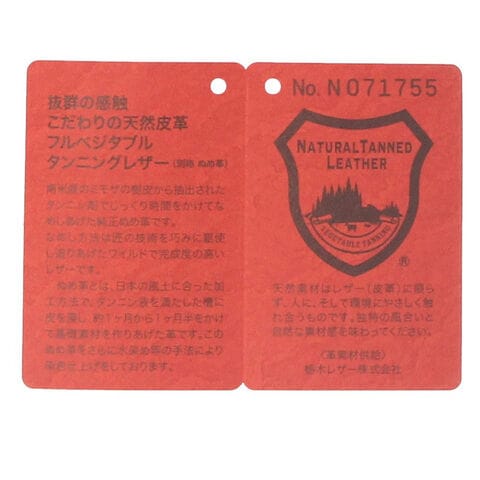 抜群の感触
こだわりの天然皮革
フルベジタブル
タンニングレザー（別称 ぬめ革）
南米産のミモザの樹皮から抽出された
タンニン剤でじっくり時間をかけてな
めしあげた純正ぬめ革です。
なめし方法は匠の技術を巧みに駆使
し造りあげたワイルドで完成度の高い
レザーです。
ぬめ革とは、日本の風土に合った加
工方法で、タンニン液を満たした槽に
皮を浸し、約1ヶ月から1ヶ月半をかけ
て基礎素材を作りあげた革です。この
ぬめ革をさらに水染め等の手法により
染色仕上げをしております。
No. N071755
NATURAL TANNED
LEATHER
VEGETABLE TANNING
®
天然素材はレザー（皮革）に限ら
ず、人に、そして環境にやさしく触
れ合うものです。独特の風合いと
自然な素材感を味わってください。
〈革素材供給〉
栃木レザー株式会社